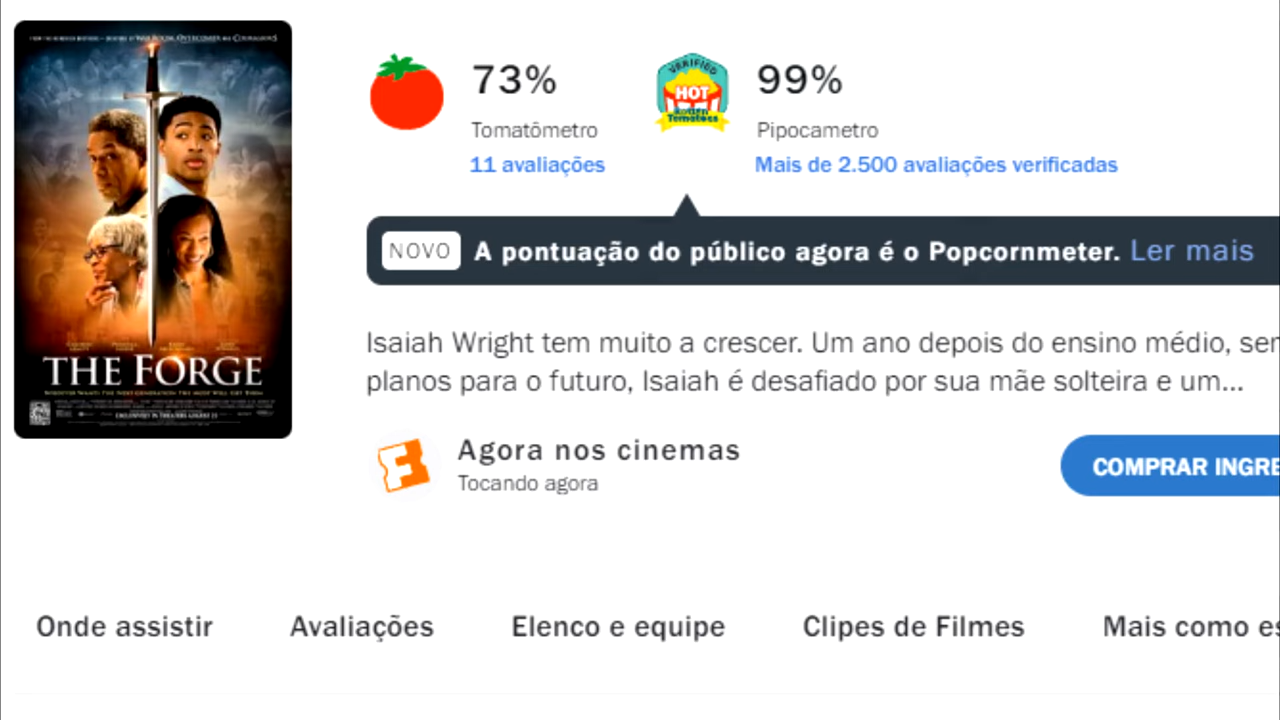 73%
99%
VERIFIED
HOT
Rotten
Tomatoes
Tomatômetro
Pipocametro
11 avaliações
Mais de 2.500 avaliações verificadas
NOVO A pontuação do público agora é o Popcornmeter. Ler mais
Isaiah Wright tem muito a crescer. Um ano depois do ensino médio, ser
planos para o futuro, Isaiah é desafiado por sua mãe solteira e um...
THE FORGE
Agora nos cinemas
Tocando agora
COMPRAR INGRE
Onde assistir
Avaliações
Elenco e equipe
Clipes de Filmes
Mais como es